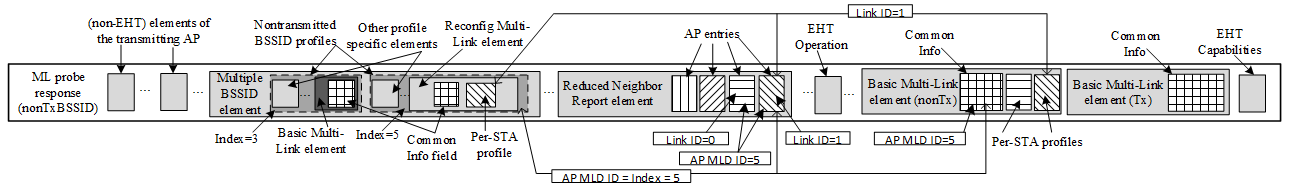 (non-EHT) elements of
the transmitting AP
Nontransmitted
BSSID profiles
Other profile
specific elements
Reconfig Multi-
Link element
AP entries
EHT
Operation
Link ID=1
Common
Info
Common
Info
EHT
Capabilities
ML probe
response
(nonTxBSSID)
...
Multiple
BSSID
element
...
...
...
Reduced Neighbor
Report element
...
...
Basic Multi-Link
element (nonTx)
Basic Multi-Link
element (Tx)
...
Index=3
Basic Multi-
Link element
Index=5
Common
Info field
Per-STA
profile
Link ID=0
AP MLD ID=5
Link ID=1
AP MLD ID=5
Per-STA profiles
AP MLD ID = Index = 5